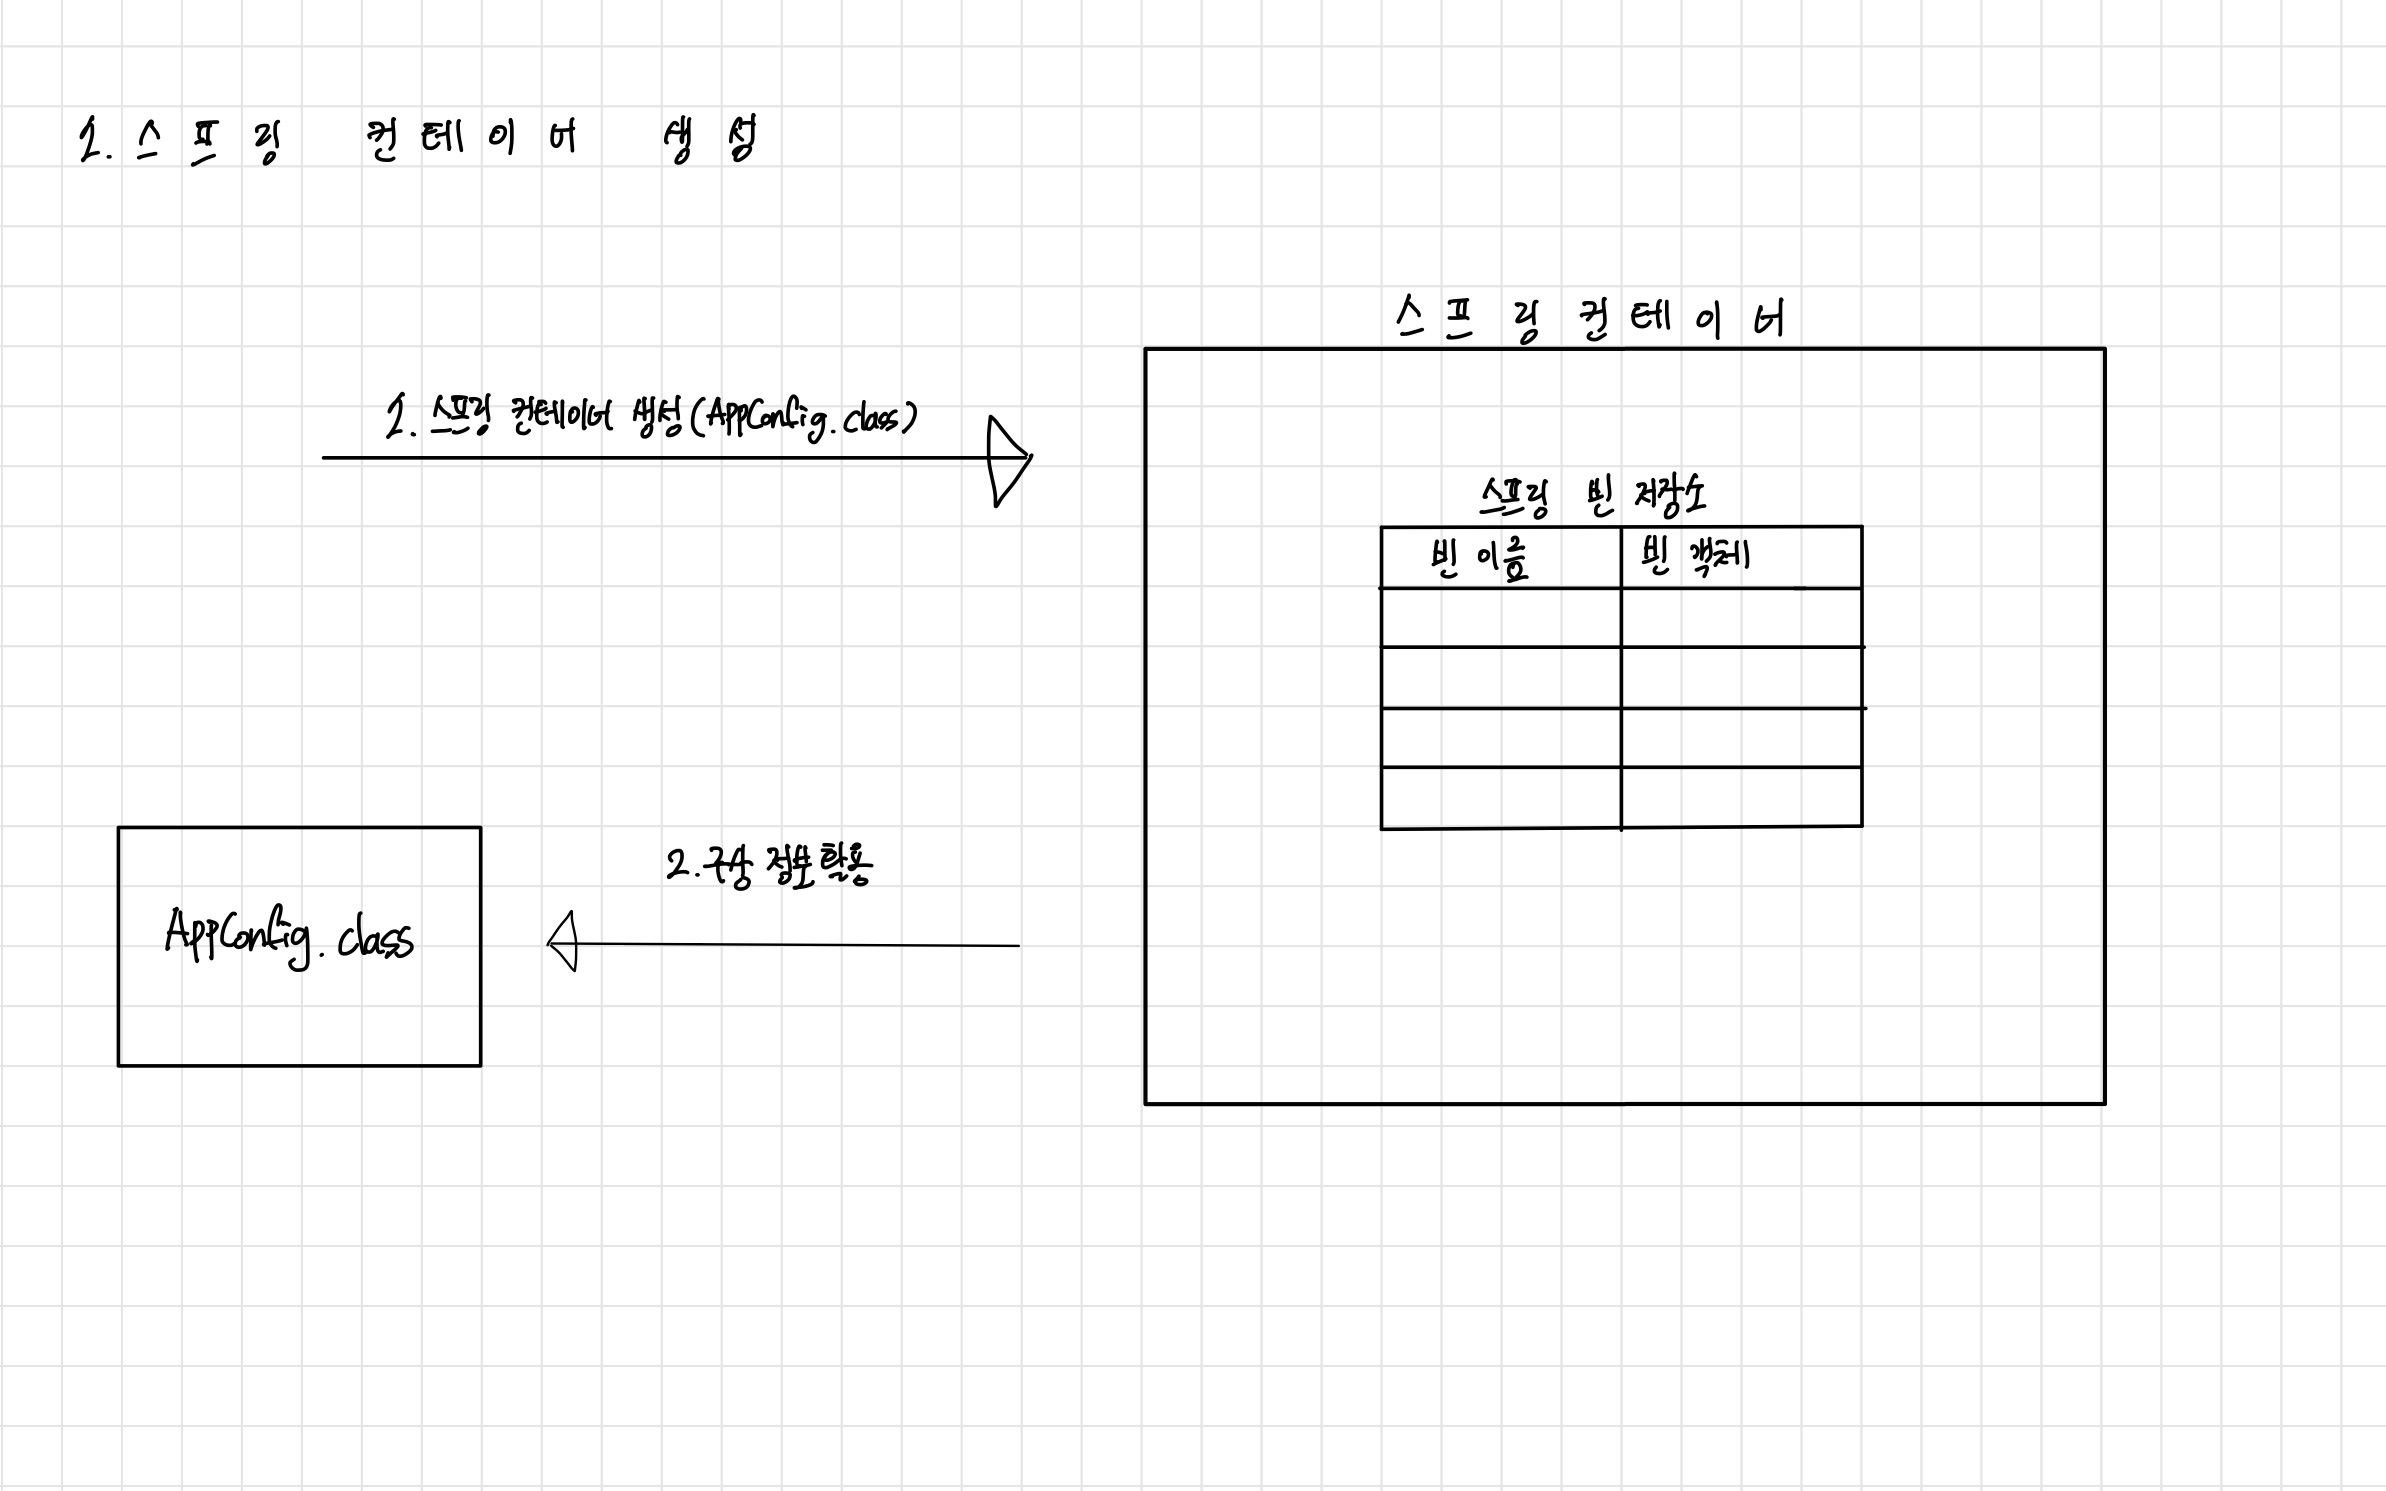 1. 스프링 컨테이너 생성
스프링 컨테이너
1. 스프링 컨테이너 생성(AppConfig.class)
스프링 빈 저장소
빈 이름 빈 객체
2. 구성 정보 활용
AppConfig.class